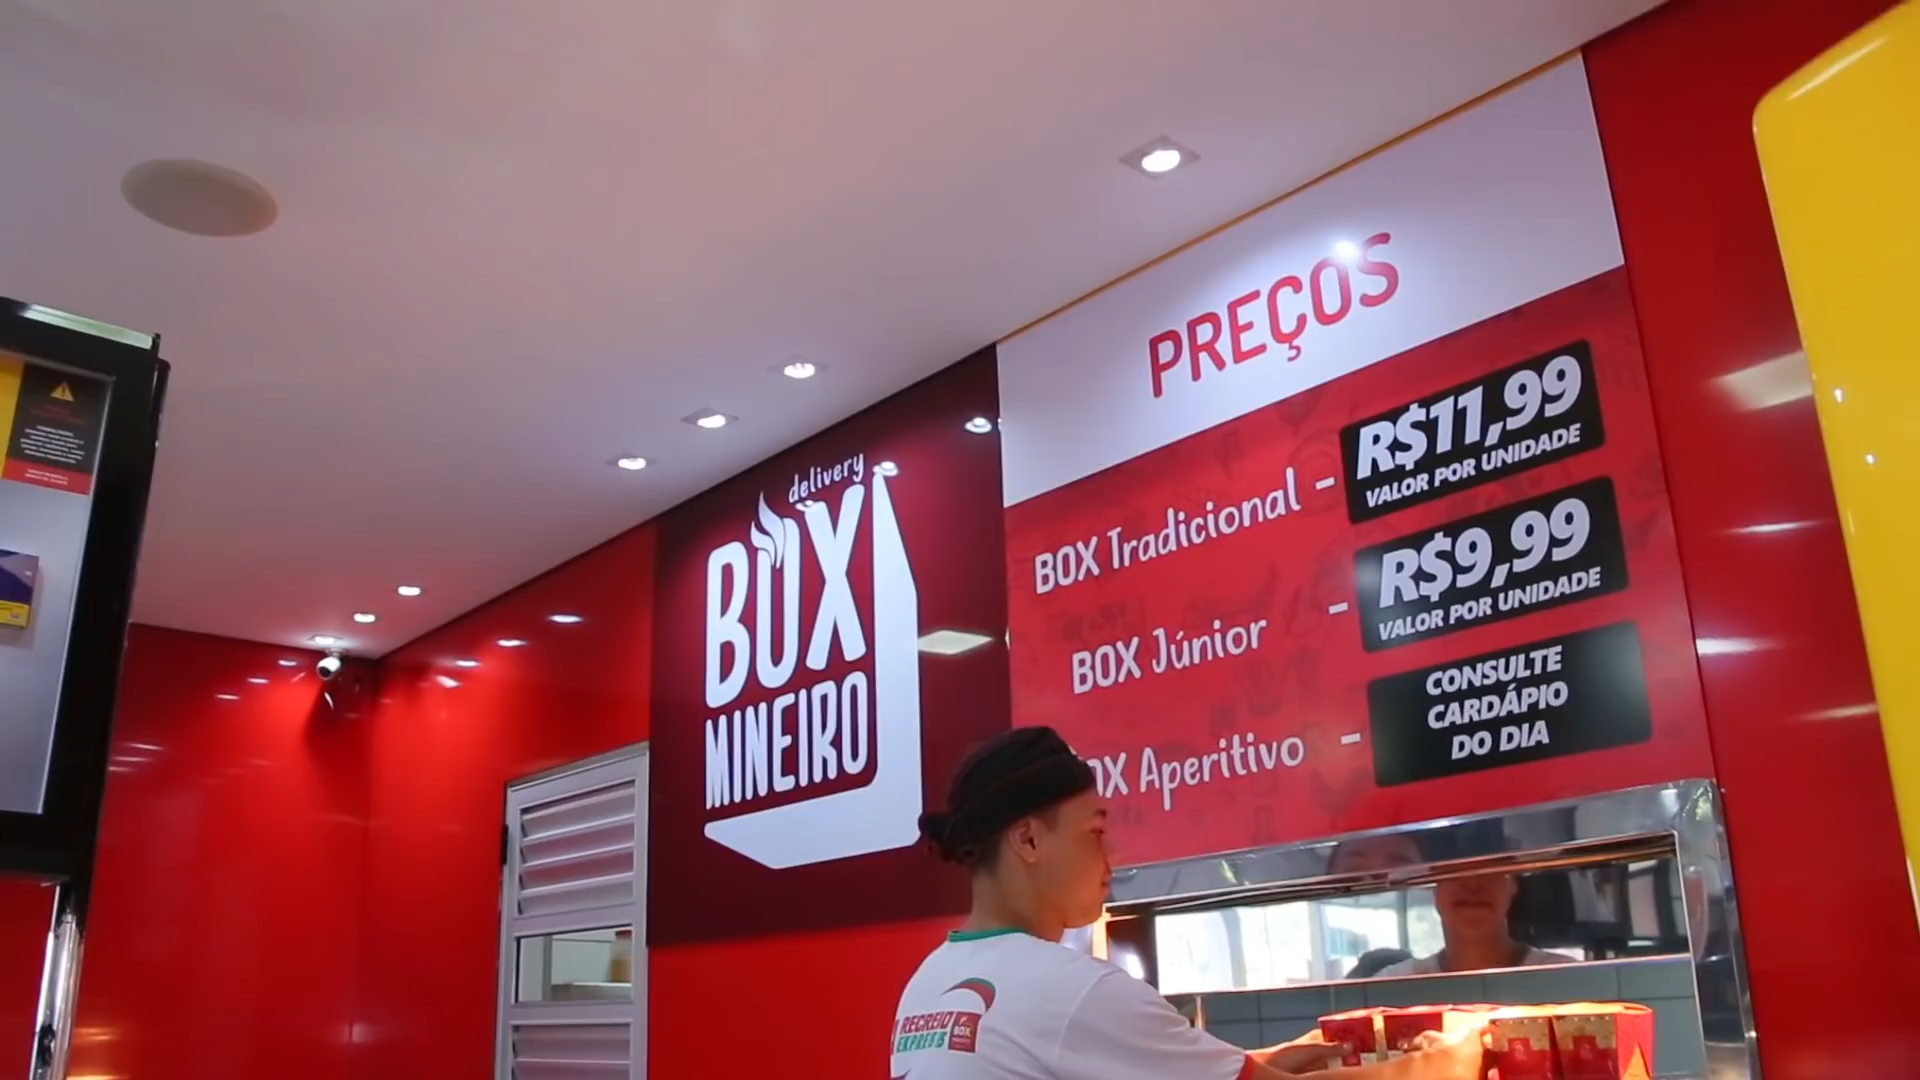 delivery
BOX
MINEIRO
PREÇOS
BOX Tradicional - R$11,99
VALOR POR UNIDADE
BOX Júnior - R$9,99
VALOR POR UNIDADE
OX Aperitivo - CONSULTE
CARDÁPIO
DO DIA
RECREIO
EXPRESS
BOX